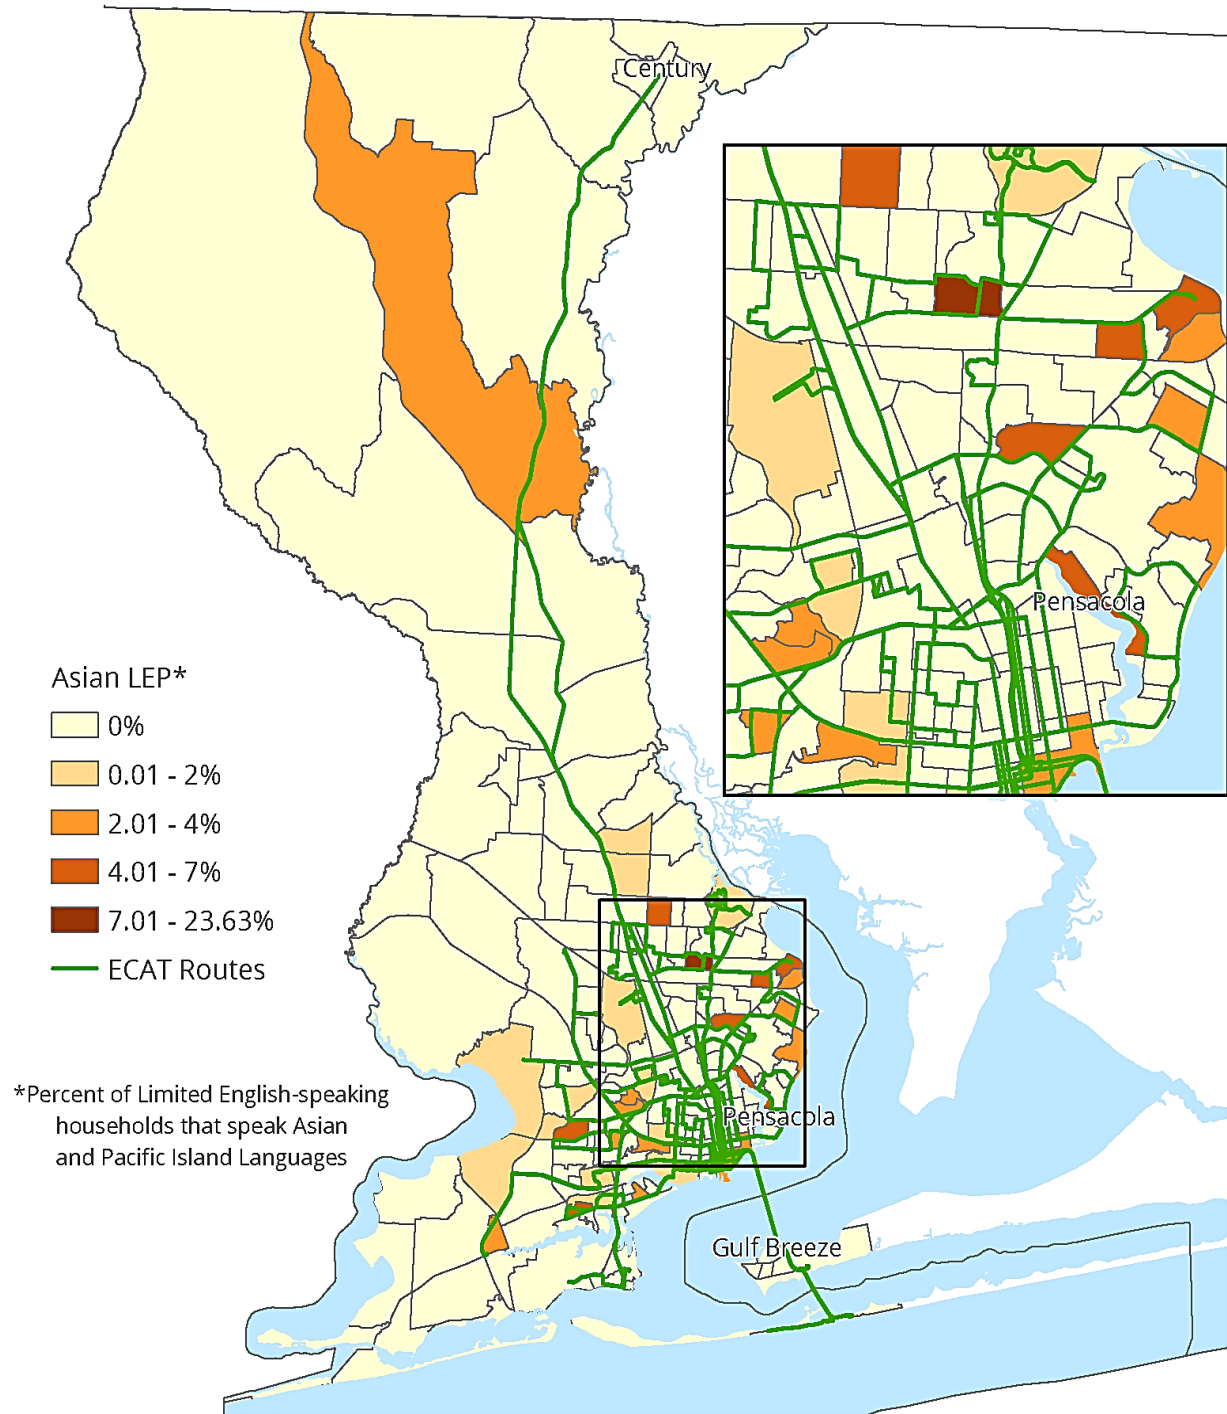 Century
Pensacola
Asian LEP*
0%
0.01 - 2%
2.01 - 4%
4.01 - 7%
7.01 - 23.63%
ECAT Routes
*Percent of Limited English-speaking
households that speak Asian
and Pacific Island Languages
Pensacola
Gulf Breeze